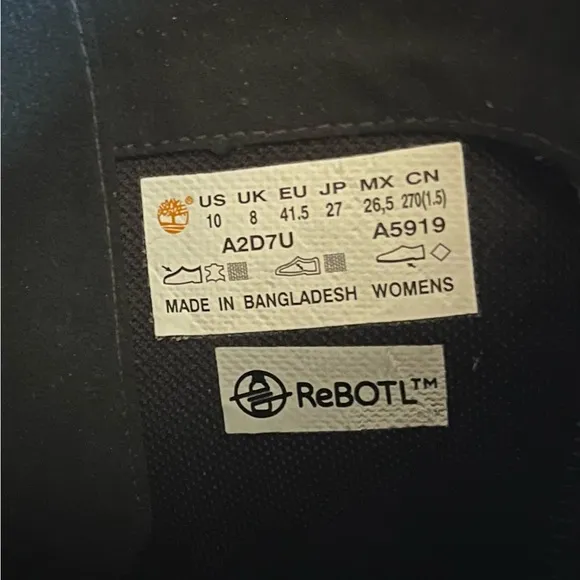 ® US UK EU JP MX CN
10 8 41.5 27 26,5 270(1.5)
A2D7U A5919
MADE IN BANGLADESH WOMENS
ReBOTL™